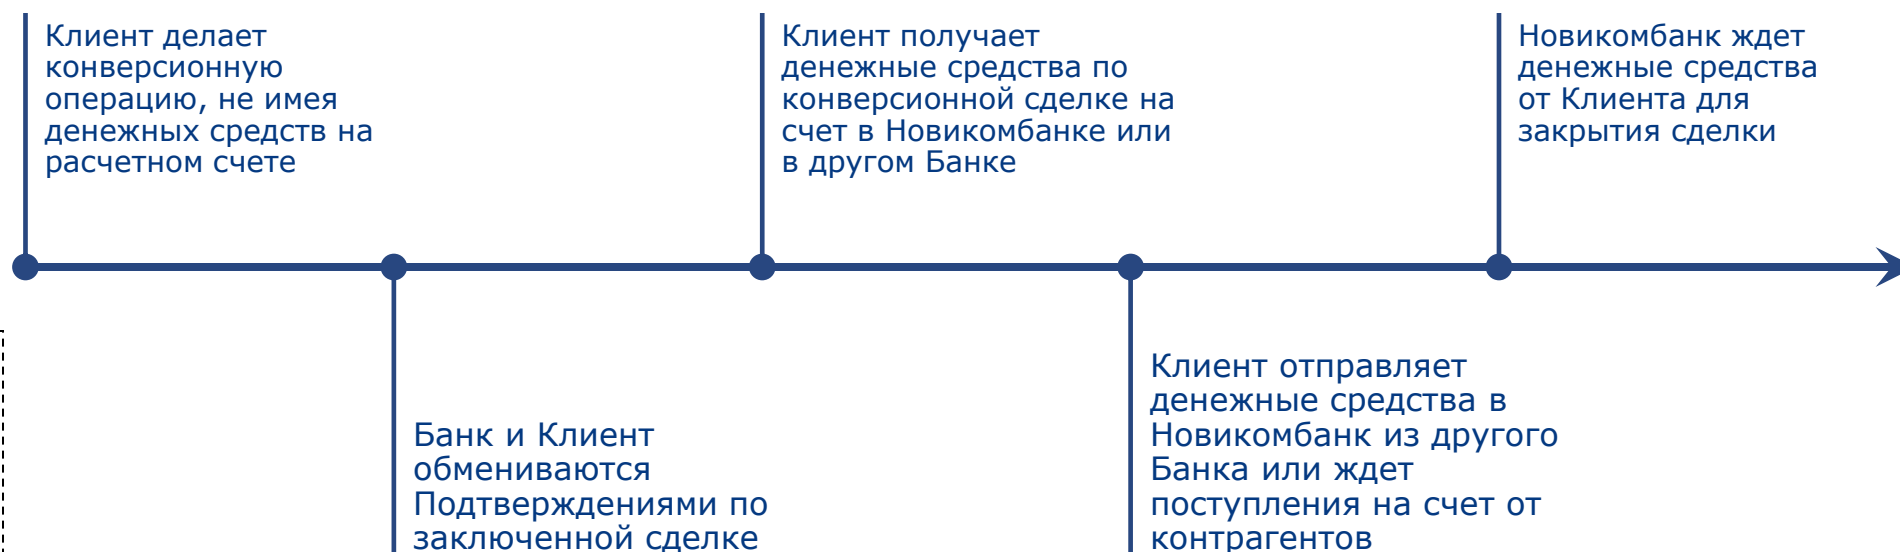 Клиент делает
конверсионную
операцию, не имея
денежных средств на
расчетном счете
Банк и Клиент
обмениваются
Подтверждениями по
заключенной сделке
Клиент получает
денежные средства по
конверсионной сделке на
счет в Новикомбанке или
в другом Банке
Клиент отправляет
денежные средства в
Новикомбанк из другого
Банка или ждет
поступления на счет от
контрагентов
Новикомбанк ждет
денежные средства
от Клиента для
закрытия сделки